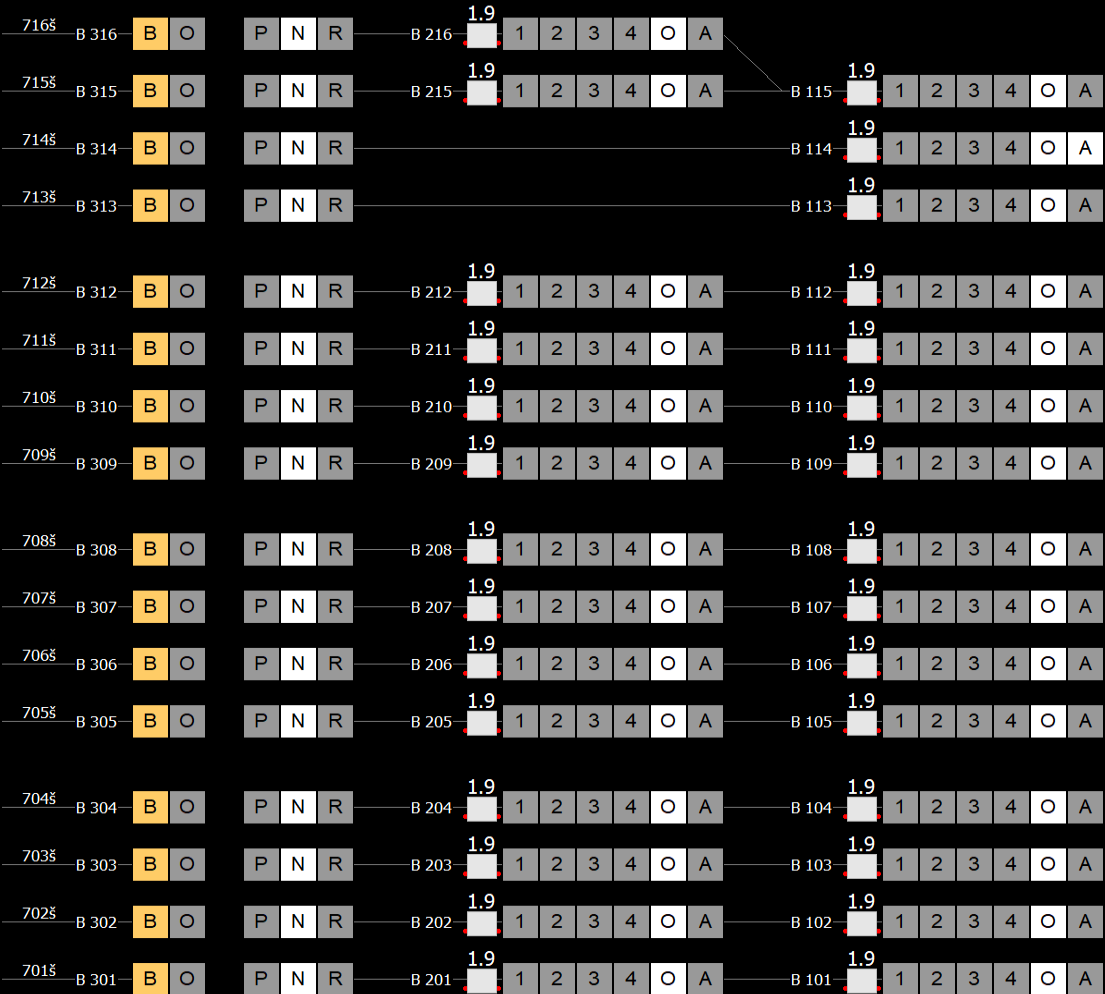 716š B 316 B O P N R B 216 1.9 1 2 3 4 O A
715š B 315 B O P N R B 215 1.9 1 2 3 4 O A B 115 1.9 1 2 3 4 O A
714š B 314 B O P N R B 114 1.9 1 2 3 4 O A
713š B 313 B O P N R B 113 1.9 1 2 3 4 O A
712š B 312 B O P N R B 212 1.9 1 2 3 4 O A B 112 1.9 1 2 3 4 O A
711š B 311 B O P N R B 211 1.9 1 2 3 4 O A B 111 1.9 1 2 3 4 O A
710š B 310 B O P N R B 210 1.9 1 2 3 4 O A B 110 1.9 1 2 3 4 O A
709š B 309 B O P N R B 209 1.9 1 2 3 4 O A B 109 1.9 1 2 3 4 O A
708š B 308 B O P N R B 208 1.9 1 2 3 4 O A B 108 1.9 1 2 3 4 O A
707š B 307 B O P N R B 207 1.9 1 2 3 4 O A B 107 1.9 1 2 3 4 O A
706š B 306 B O P N R B 206 1.9 1 2 3 4 O A B 106 1.9 1 2 3 4 O A
705š B 305 B O P N R B 205 1.9 1 2 3 4 O A B 105 1.9 1 2 3 4 O A
704š B 304 B O P N R B 204 1.9 1 2 3 4 O A B 104 1.9 1 2 3 4 O A
703š B 303 B O P N R B 203 1.9 1 2 3 4 O A B 103 1.9 1 2 3 4 O A
702š B 302 B O P N R B 202 1.9 1 2 3 4 O A B 102 1.9 1 2 3 4 O A
701š B 301 B O P N R B 201 1.9 1 2 3 4 O A B 101 1.9 1 2 3 4 O A